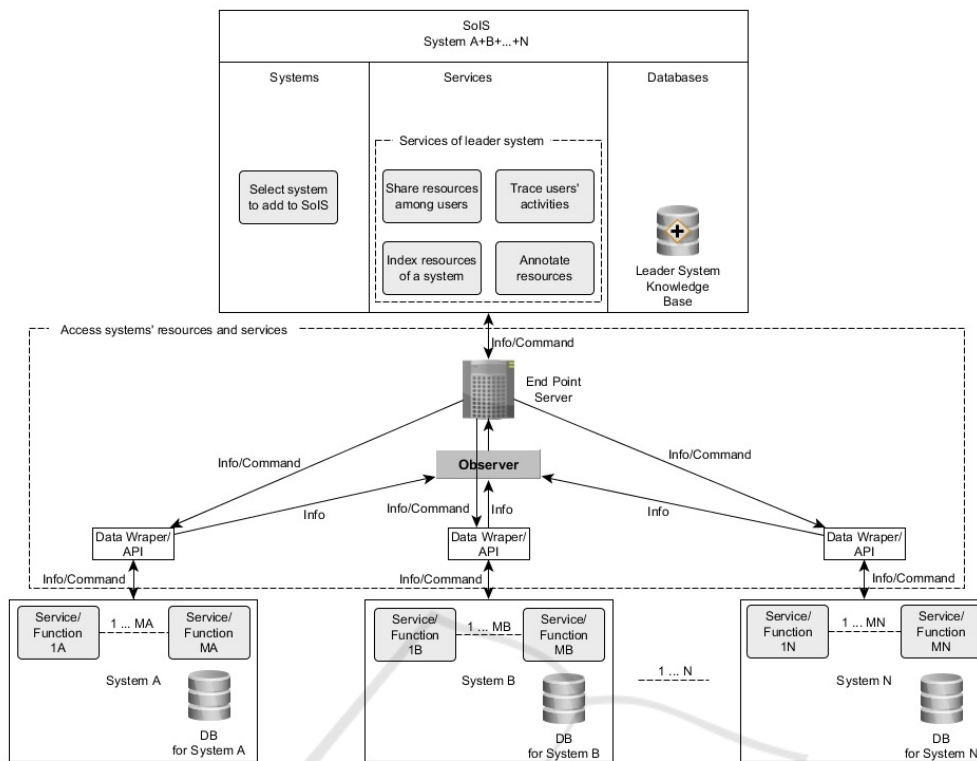 SoIS
System A+B+...+N
Systems
Services
Databases
Services of leader system
Select system
to add to SoIS
Share resources
among users
Trace users'
activities
Index resources
of a system
Annotate
resources
Leader System
Knowledge
Base
Access systems' resources and services
Info/Command
End Point
Server
Info/Command
Info/Command
Observer
Info
Info/Command
Info
Info
Data Wraper/
API
Data Wraper/
API
Data Wraper/
API
Info/Command
Info/Command
Info/Command
Service/
Function
1A
1 ... MA
Service/
Function
MA
System A
DB
for System A
Service/
Function
1B
1 ... MB
Service/
Function
MB
System B
DB
for System B
1 ... N
Service/
Function
1N
1 ... MN
Service/
Function
MN
System N
DB
for System N